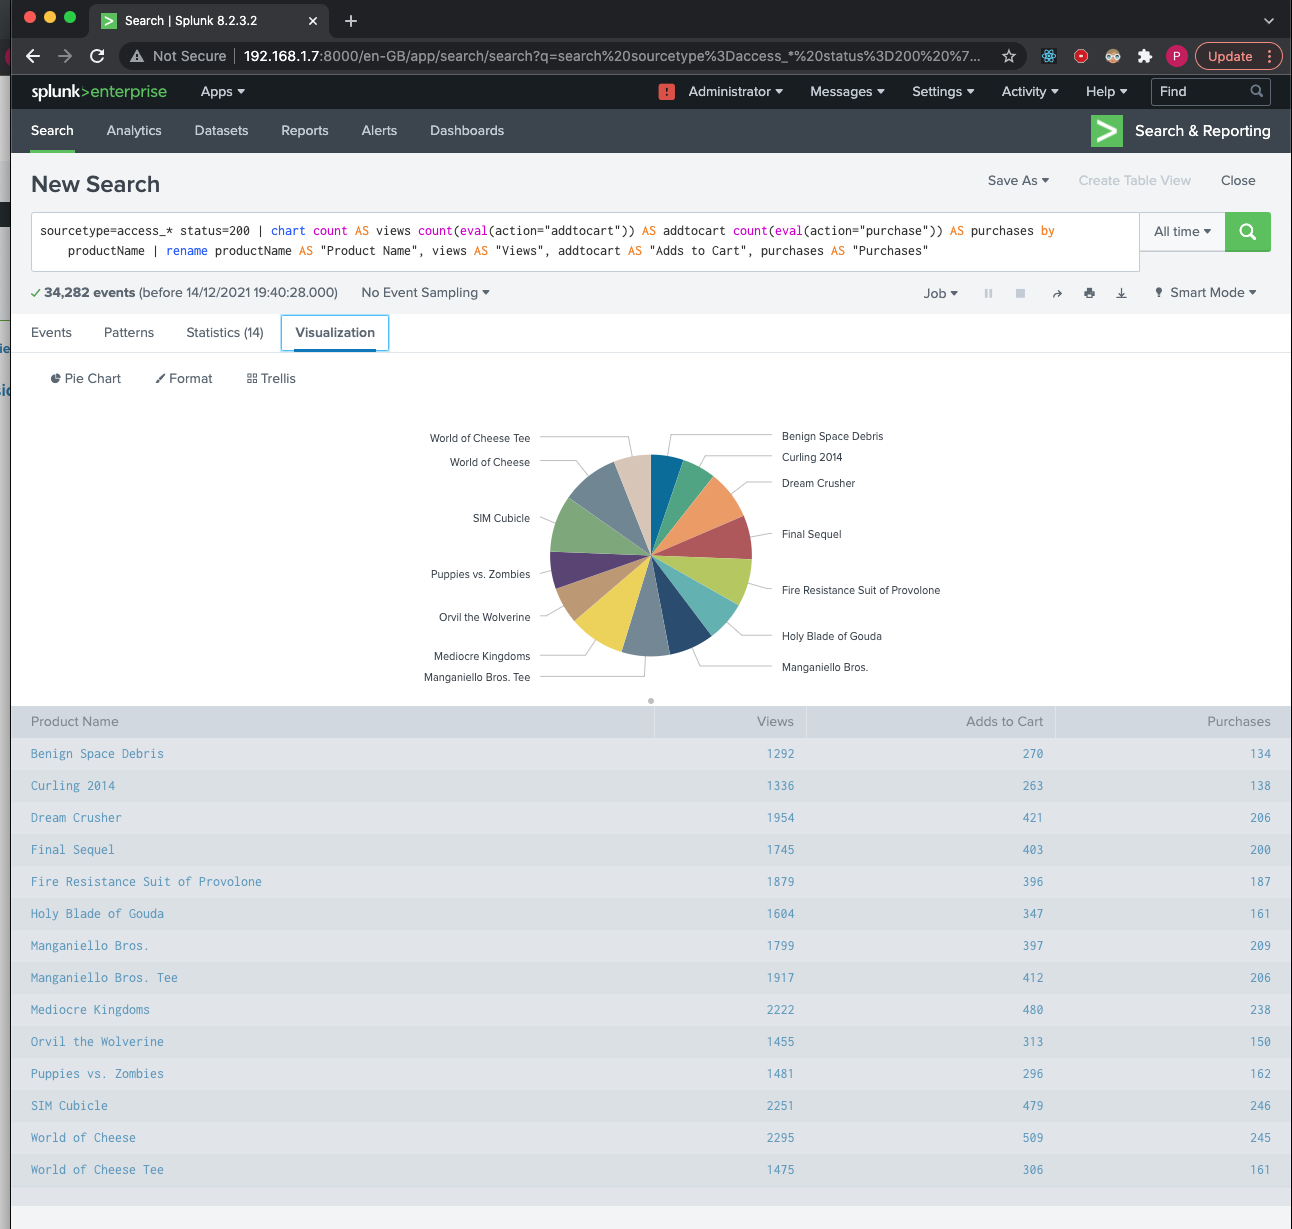 Search | Splunk 8.2.3.2
Not Secure 192.168.1.7:8000/en-GB/app/search/search?q=search%20sourcetype%3Daccess_*%20status%3D200%20%7... P Update
splunk>enterprise Apps Administrator Messages Settings Activity Help Find
Search Analytics Datasets Reports Alerts Dashboards Search & Reporting
New Search Save As Create Table View Close
sourcetype=access_* status=200 | chart count AS views count(eval(action="addtocart")) AS addtocart count(eval(action="purchase")) AS purchases by
productName | rename productName AS "Product Name", views AS "Views", addtocart AS "Adds to Cart", purchases AS "Purchases"
All time
34,282 events (before 14/12/2021 19:40:28.000) No Event Sampling Job Smart Mode
Events Patterns Statistics (14) Visualization
Pie Chart Format Trellis
World of Cheese Tee Benign Space Debris
World of Cheese Curling 2014
Dream Crusher
SIM Cubicle Final Sequel
Puppies vs. Zombies Fire Resistance Suit of Provolone
Orvil the Wolverine Holy Blade of Gouda
Mediocre Kingdoms Manganiello Bros.
Manganiello Bros. Tee
Product Name Views Adds to Cart Purchases
Benign Space Debris 1292 270 134
Curling 2014 1336 263 138
Dream Crusher 1954 421 206
Final Sequel 1745 403 200
Fire Resistance Suit of Provolone 1879 396 187
Holy Blade of Gouda 1604 347 161
Manganiello Bros. 1799 397 209
Manganiello Bros. Tee 1917 412 206
Mediocre Kingdoms 2222 480 238
Orvil the Wolverine 1455 313 150
Puppies vs. Zombies 1481 296 162
SIM Cubicle 2251 479 246
World of Cheese 2295 509 245
World of Cheese Tee 1475 306 161